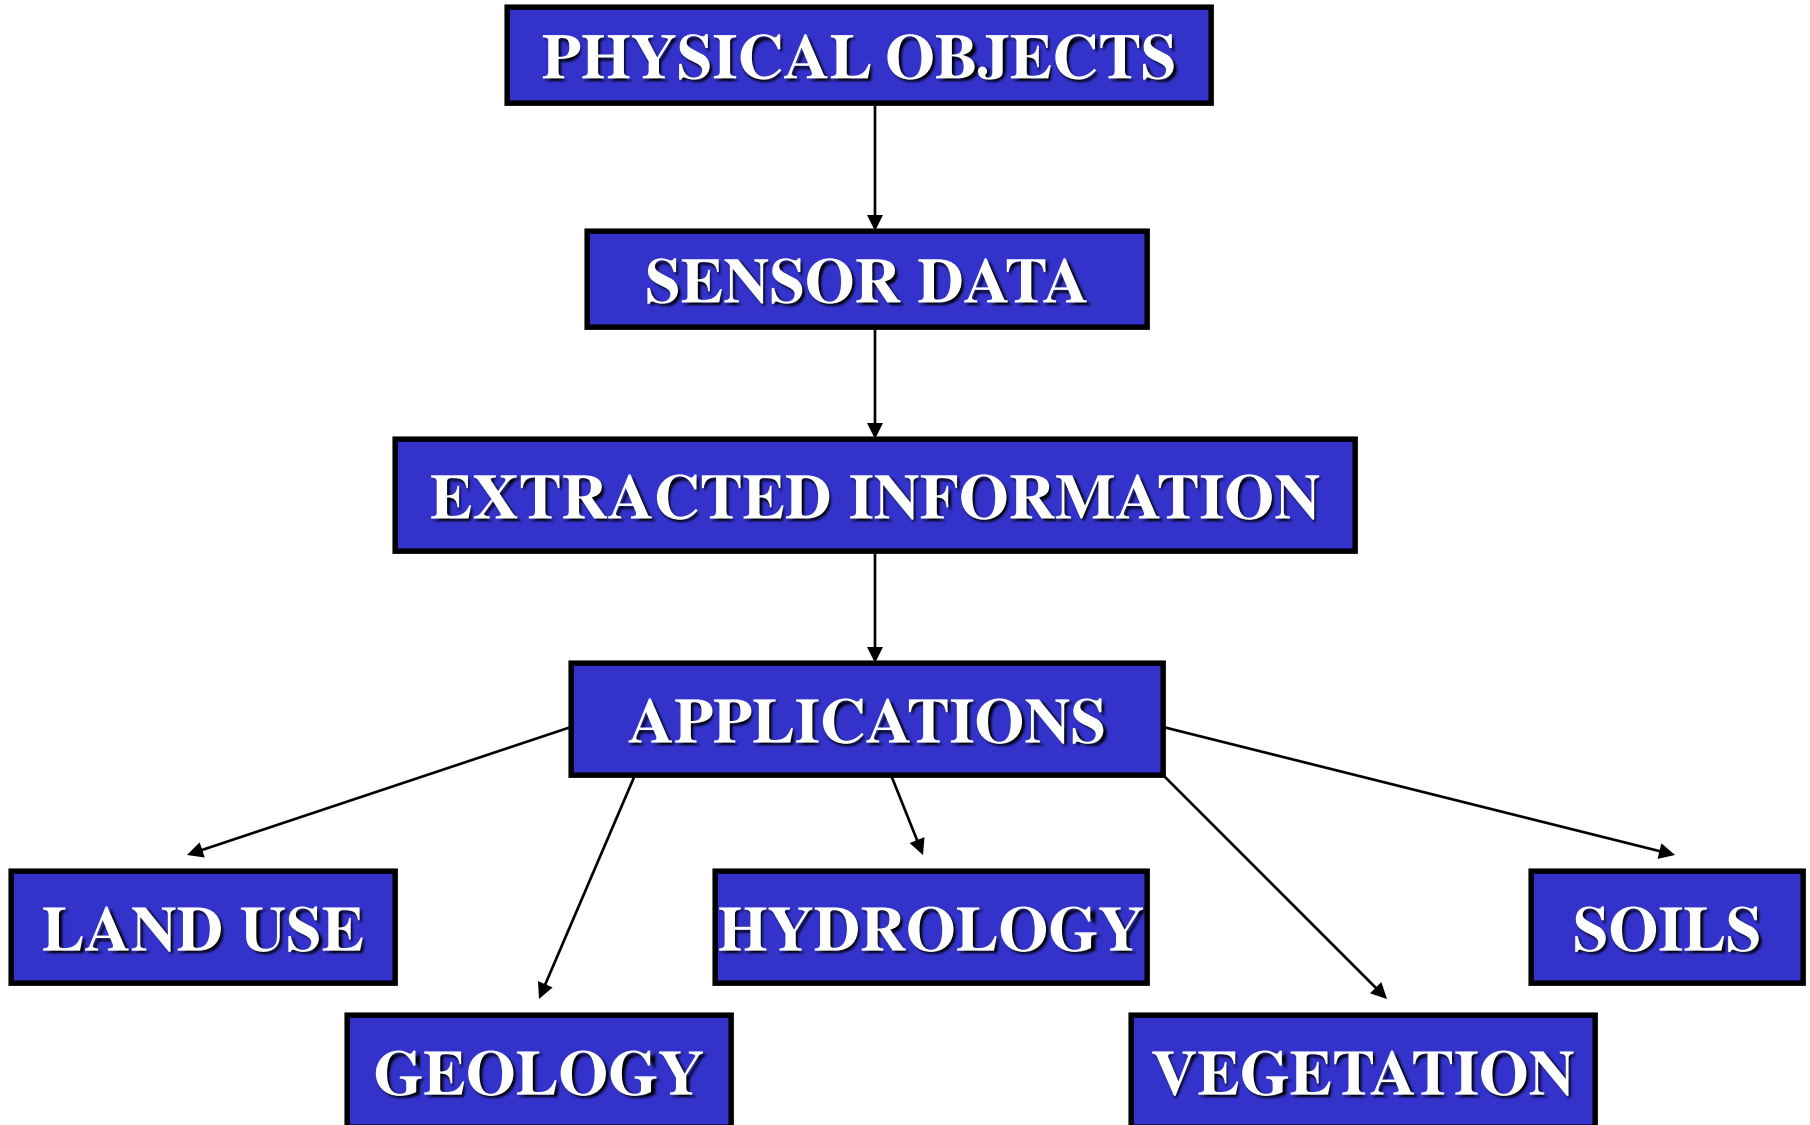 PHYSICAL OBJECTS
SENSOR DATA
EXTRACTED INFORMATION
APPLICATIONS
LAND USE
HYDROLOGY
SOILS
GEOLOGY
VEGETATION